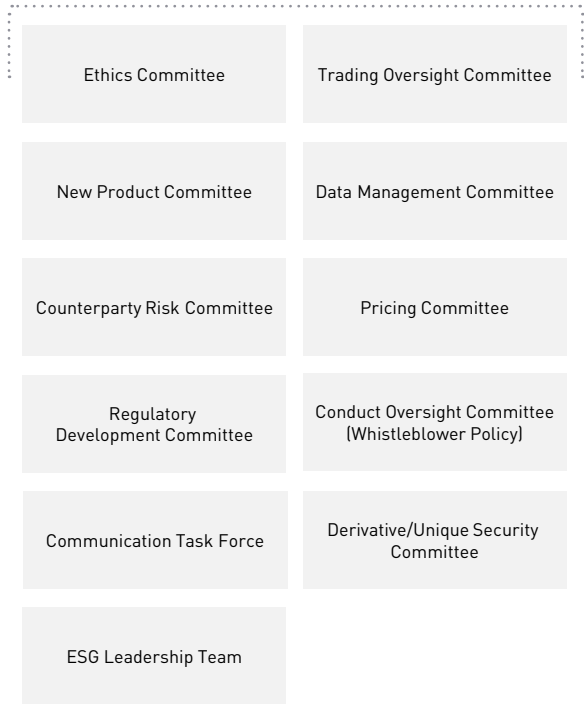 Ethics Committee
Trading Oversight Committee
New Product Committee
Data Management Committee
Counterparty Risk Committee
Pricing Committee
Regulatory
Development Committee
Conduct Oversight Committee
(Whistleblower Policy)
Communication Task Force
Derivative/Unique Security
Committee
ESG Leadership Team